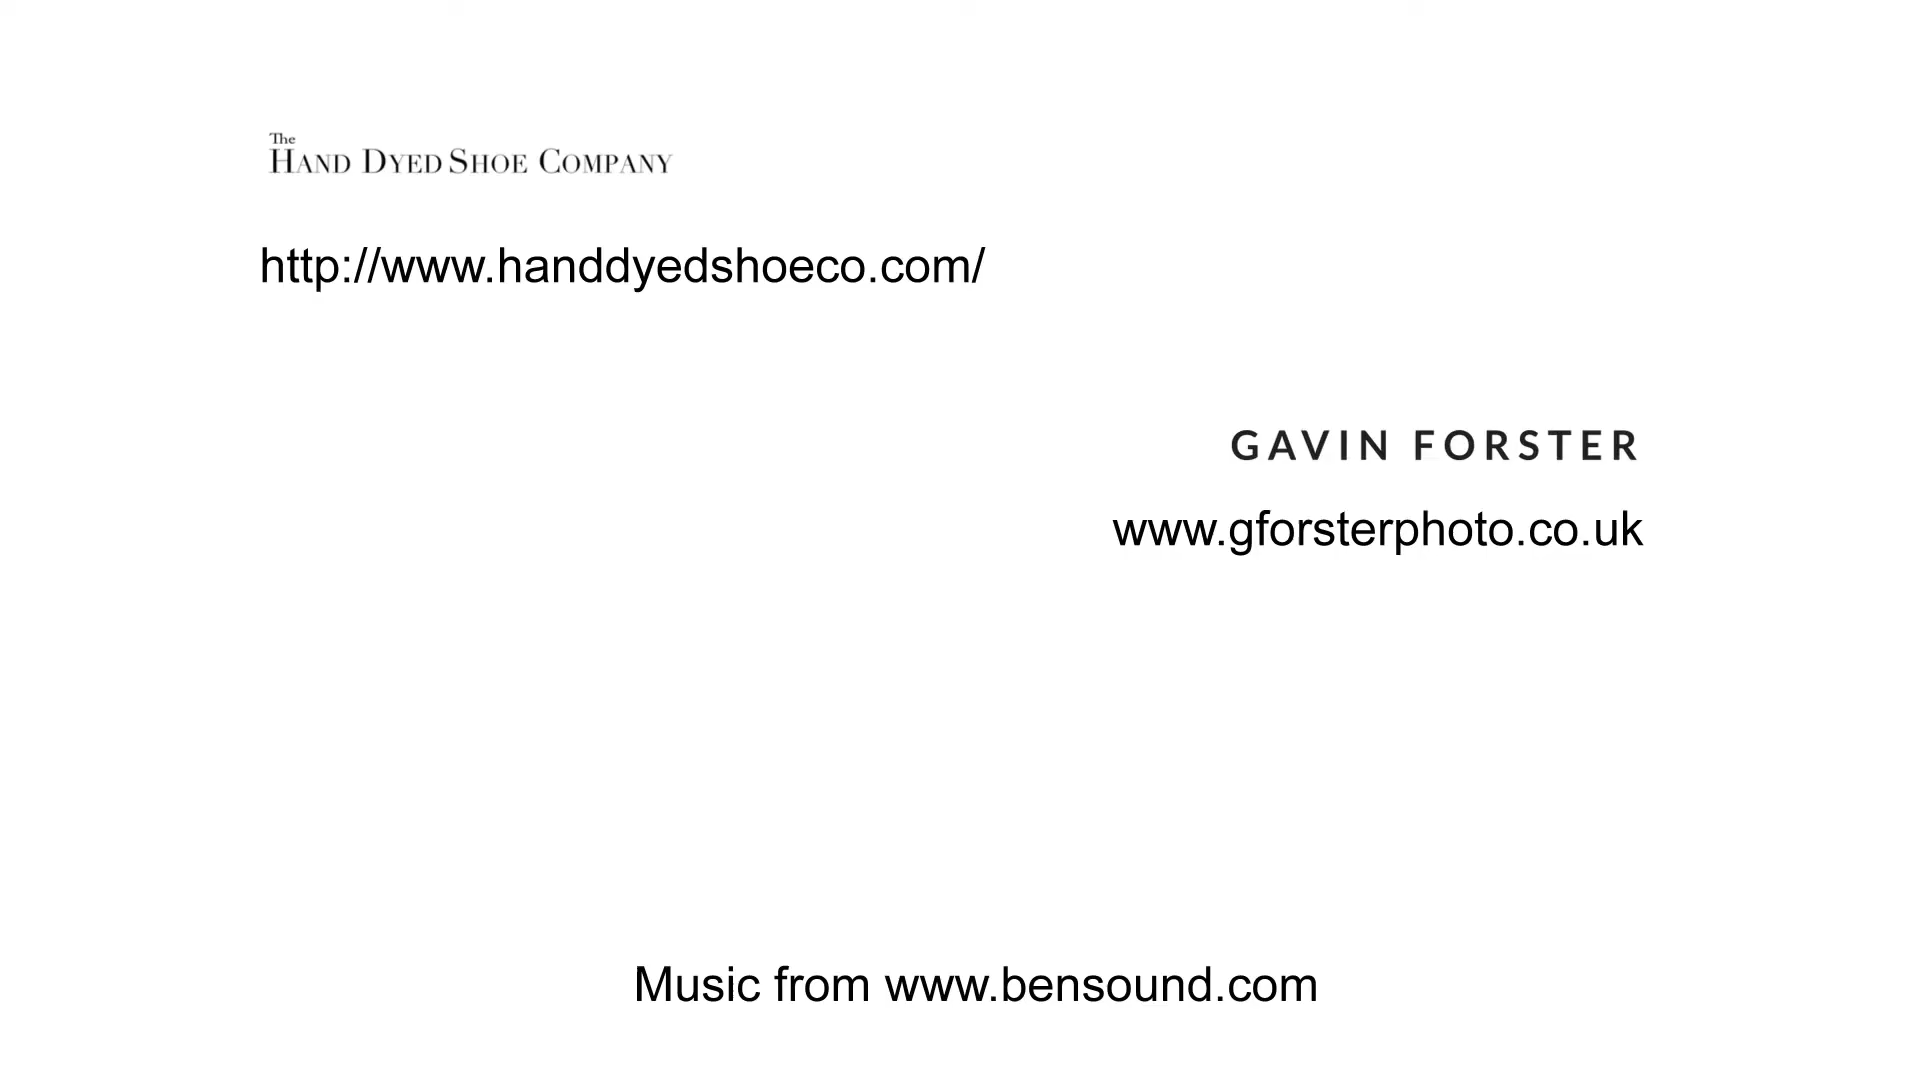 The
HAND DYED SHOE COMPANY
http://www.handdyedshoeco.com/
GAVIN FORSTER
www.gforsterphoto.co.uk
Music from www.bensound.com